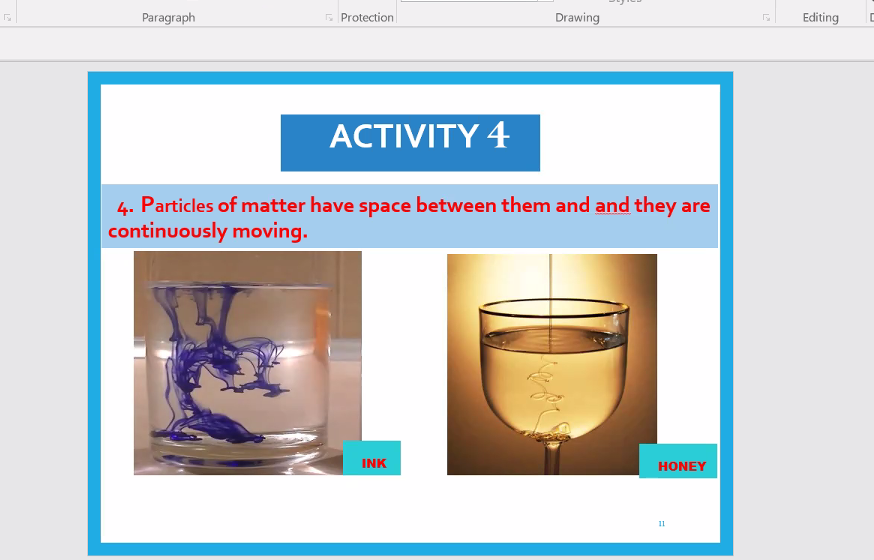 Paragraph Protection Drawing Editing
ACTIVITY 4
4. Particles of matter have space between them and and they are
continuously moving.
INK
HONEY
11